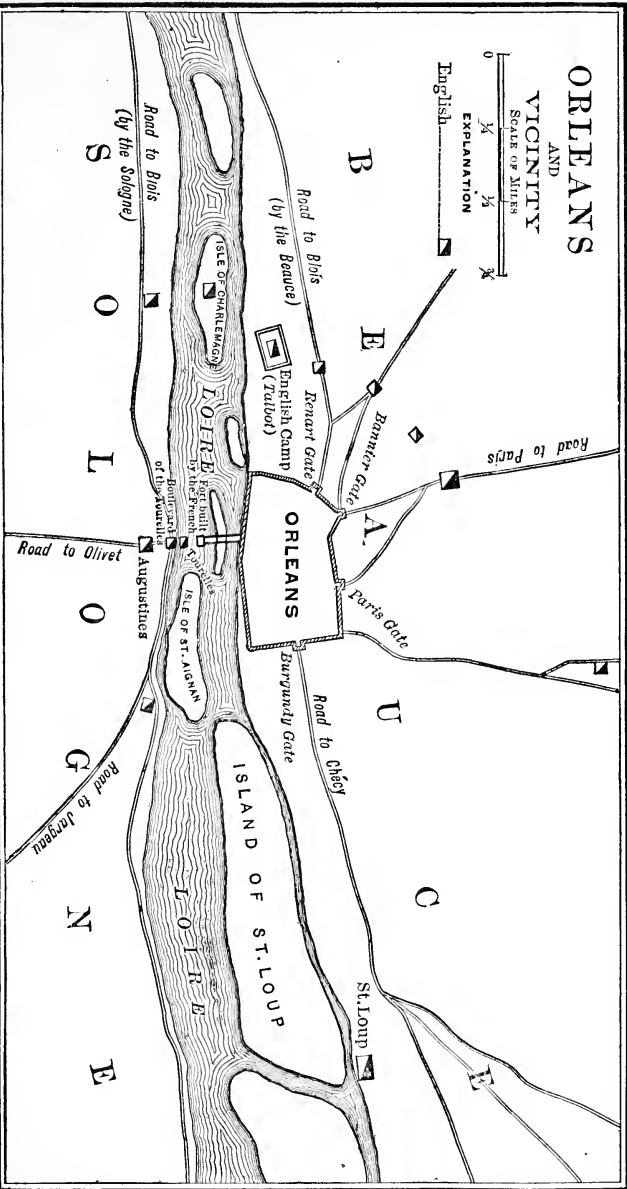 ORLEANS
AND
VICINITY
SCALE OF MILES
0 ¼ ½ ¾
EXPLANATION
English
BEAUCE
Road to Blois
(by the Beauce)
Road to Paris
Bannier Gate
Renart Gate
Paris Gate
English Camp
(Talbot)
ORLEANS
Burgundy Gate
Road to Chécy
St. Loup
ISLE OF CHARLEMAGNE
LOIRE
Fort built
by the French
Tourelles
Boulevard
of the Tourelles
Augustines
ISLE OF ST. AIGNAN
ISLAND OF ST. LOUP
LOIRE
Road to Blois
(by the Sologne)
Road to Olivet
Road to Jargeau
SOLOGNE